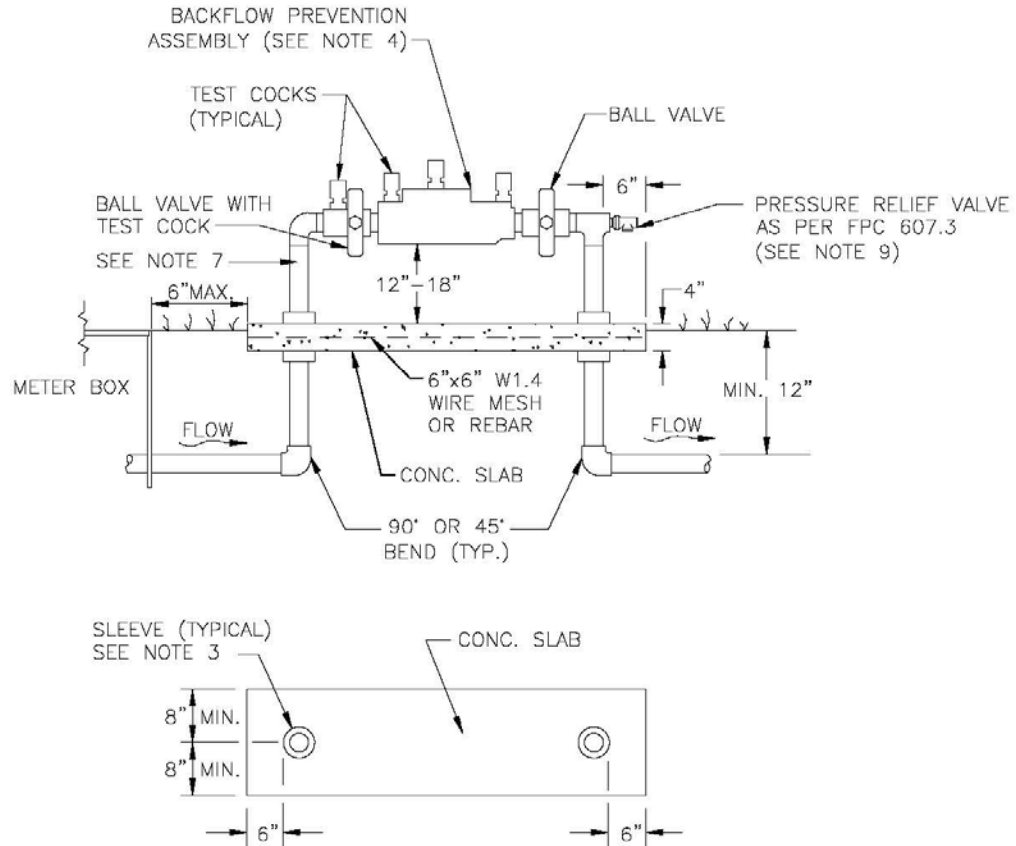 BACKFLOW PREVENTION
ASSEMBLY (SEE NOTE 4)
TEST COCKS
(TYPICAL)
BALL VALVE
6"
BALL VALVE WITH
TEST COCK
PRESSURE RELIEF VALVE
AS PER FPC 607.3
(SEE NOTE 9)
SEE NOTE 7
12"-18"
6"MAX.
4"
METER BOX
6"x6" W1.4
WIRE MESH
OR REBAR
MIN. 12"
FLOW
FLOW
CONC. SLAB
90° OR 45°
BEND (TYP.)
SLEEVE (TYPICAL)
SEE NOTE 3
CONC. SLAB
8" MIN.
8" MIN.
6"
6"